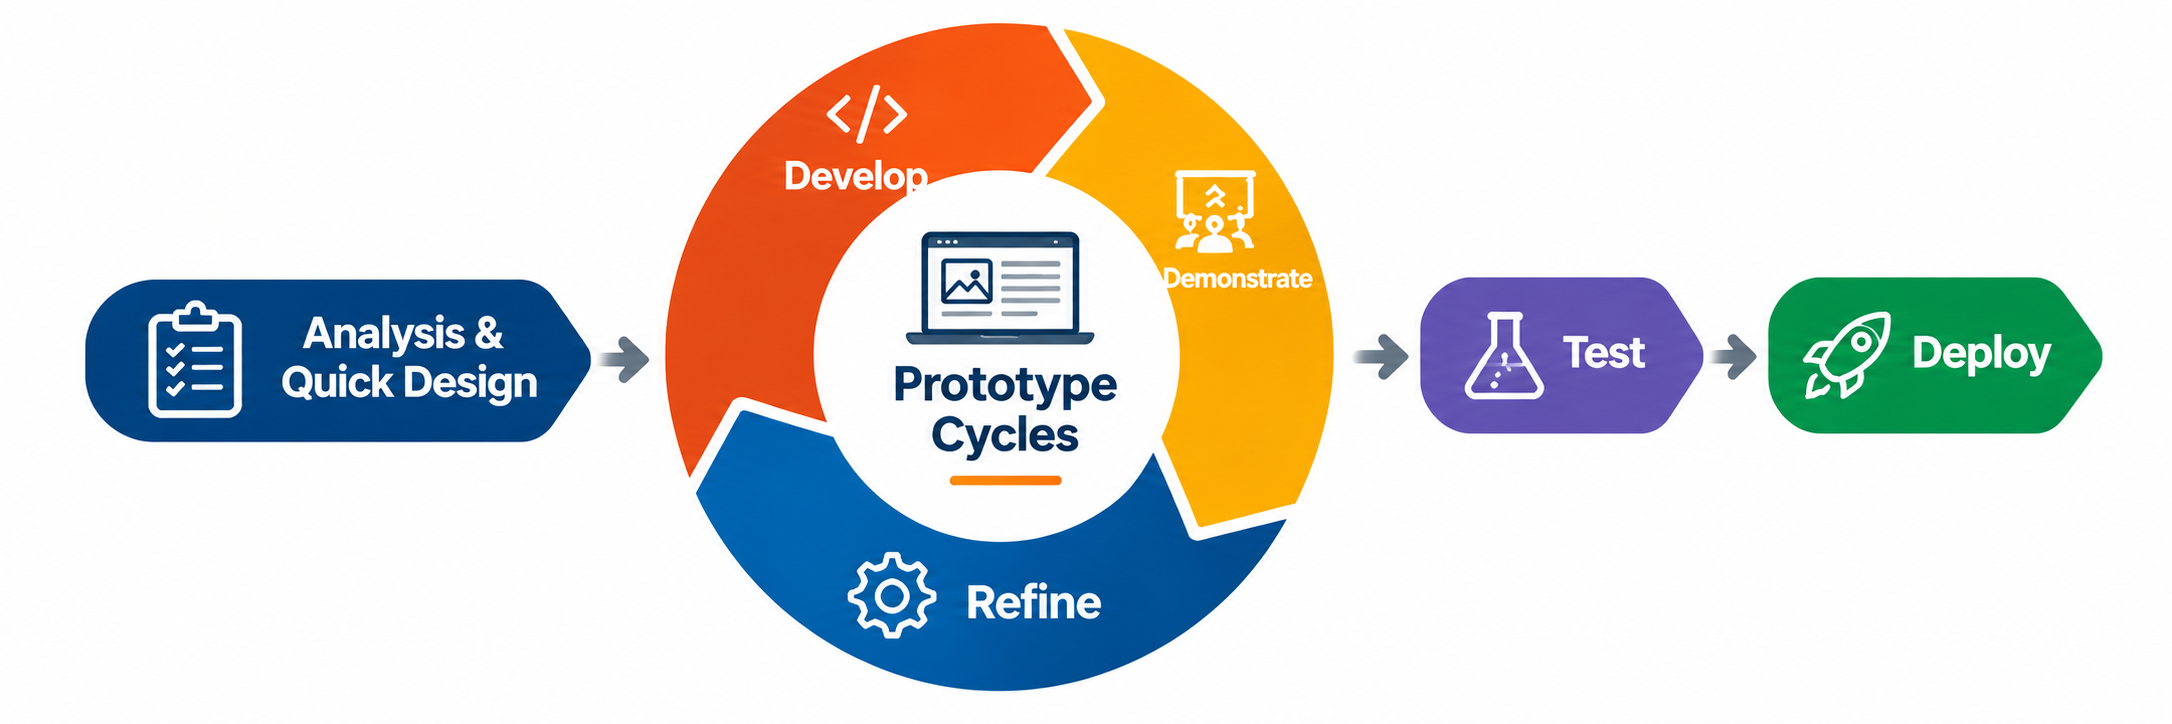 Analysis &
Quick Design
Develop
Demonstrate
Prototype
Cycles
Refine
Test
Deploy